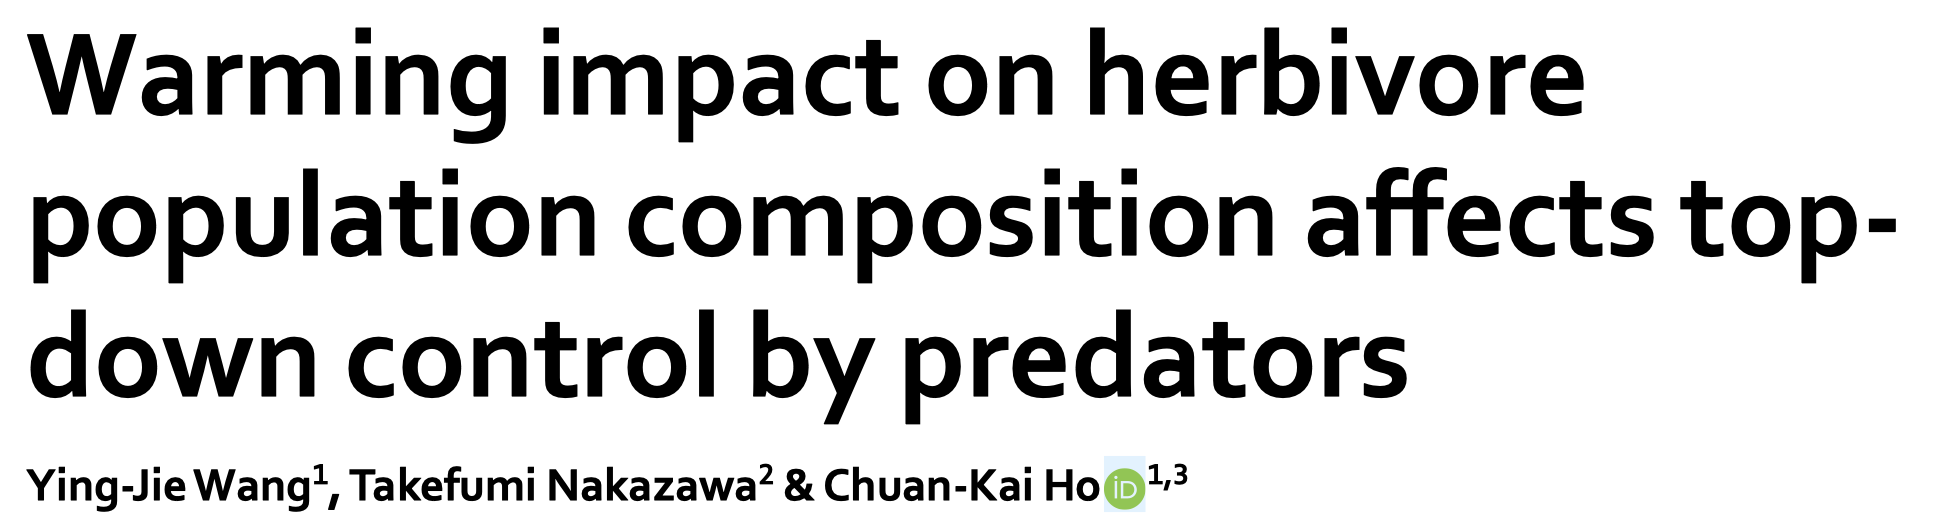 Warming impact on herbivore
population composition affects top-
down control by predators
Ying-Jie Wang1, Takefumi Nakazawa2 & Chuan-Kai Ho iD 1,3